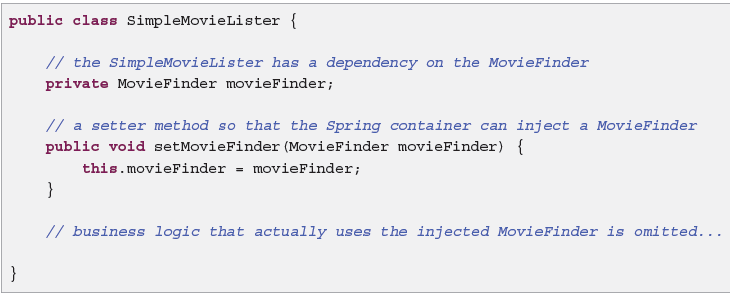 public class SimpleMovieLister {
// the SimpleMovieLister has a dependency on the MovieFinder
private MovieFinder movieFinder;
// a setter method so that the Spring container can inject a MovieFinder
public void setMovieFinder(MovieFinder movieFinder) {
this.movieFinder = movieFinder;
}
// business logic that actually uses the injected MovieFinder is omitted...
}